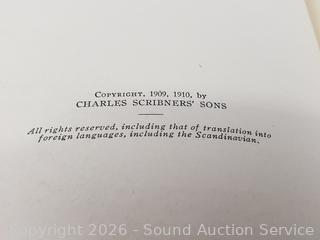 Copyright, 1909, 1910, by
CHARLES SCRIBNERS' SONS
All rights reserved, including that of translation into
foreign languages, including the Scandinavian.
Copyright 2026 - Sound Auction Service